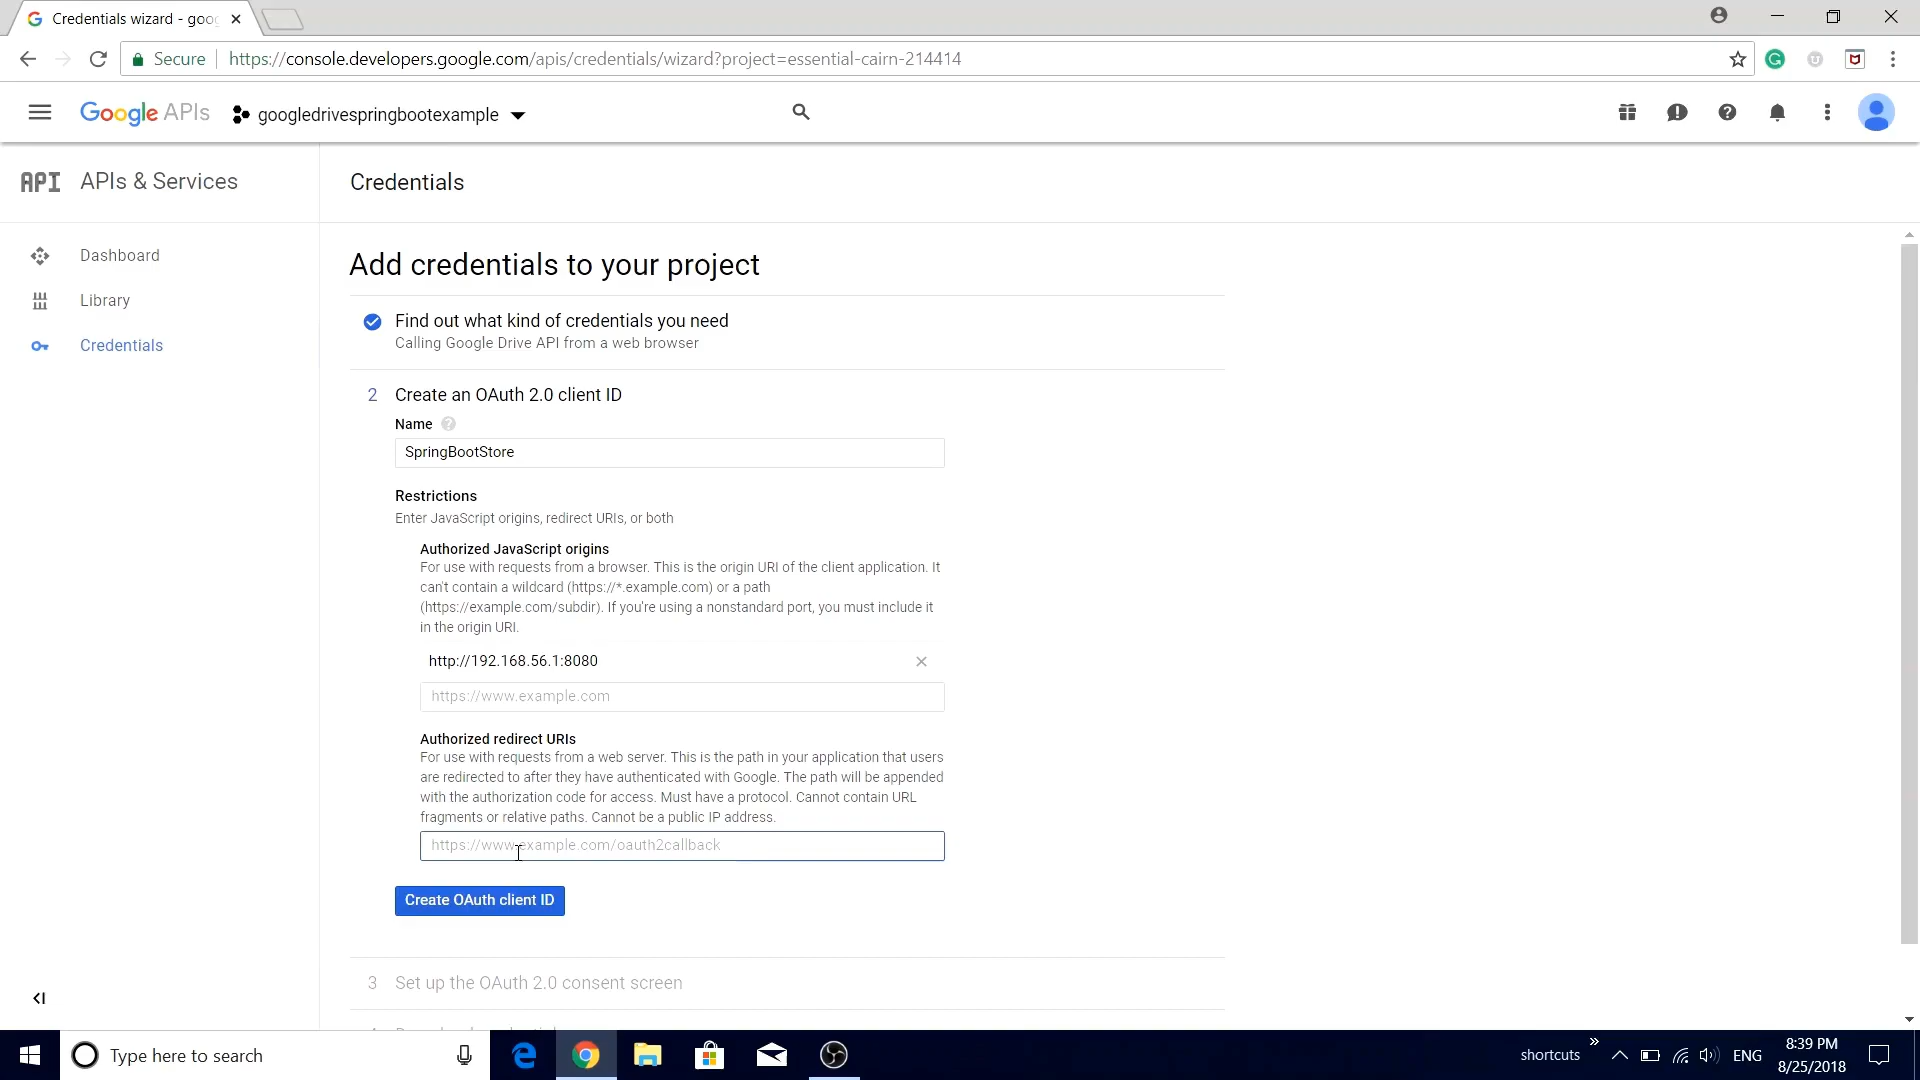 Credentials wizard - goo
Secure
https://console.developers.google.com/apis/credentials/wizard?project=essential-cairn-214414
Google APIs
googledrivespringbootexample
API
APIs & Services
Credentials
Dashboard
Library
Credentials
Add credentials to your project
Find out what kind of credentials you need
Calling Google Drive API from a web browser
2 Create an OAuth 2.0 client ID
Name
SpringBootStore
Restrictions
Enter JavaScript origins, redirect URIs, or both
Authorized JavaScript origins
For use with requests from a browser. This is the origin URI of the client application. It
can't contain a wildcard (https://*.example.com) or a path
(https://example.com/subdir). If you're using a nonstandard port, you must include it
in the origin URI.
http://192.168.56.1:8080
https://www.example.com
Authorized redirect URIs
For use with requests from a web server. This is the path in your application that users
are redirected to after they have authenticated with Google. The path will be appended
with the authorization code for access. Must have a protocol. Cannot contain URL
fragments or relative paths. Cannot be a public IP address.
https://www.example.com/oauth2callback
Create OAuth client ID
3 Set up the OAuth 2.0 consent screen
Type here to search
shortcuts
ENG
8:39 PM
8/25/2018